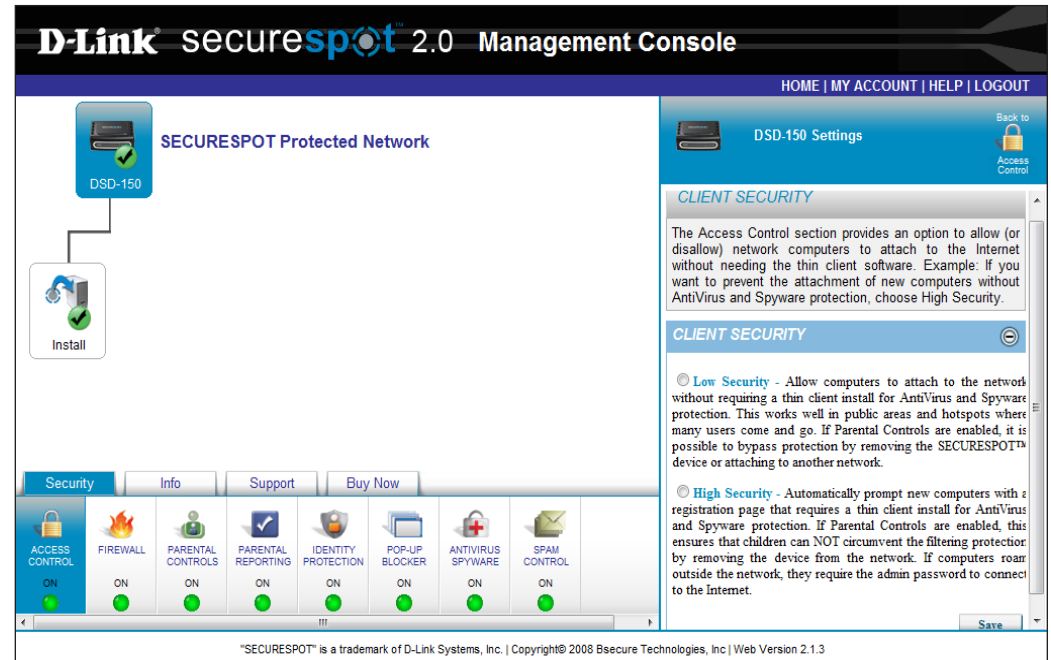 D-Link® securespot™ 2.0 Management Console
HOME | MY ACCOUNT | HELP | LOGOUT
DSD-150
SECURESPOT Protected Network
Install
DSD-150 Settings
Back to
Access
Control
CLIENT SECURITY
The Access Control section provides an option to allow (or
disallow) network computers to attach to the Internet
without needing the thin client software. Example: If you
want to prevent the attachment of new computers without
AntiVirus and Spyware protection, choose High Security.
CLIENT SECURITY
Low Security - Allow computers to attach to the network
without requiring a thin client install for AntiVirus and Spyware
protection. This works well in public areas and hotspots where
many users come and go. If Parental Controls are enabled, it is
possible to bypass protection by removing the SECURESPOT™
device or attaching to another network.
High Security - Automatically prompt new computers with a
registration page that requires a thin client install for AntiVirus
and Spyware protection. If Parental Controls are enabled, this
ensures that children can NOT circumvent the filtering protection
by removing the device from the network. If computers roam
outside the network, they require the admin password to connect
to the Internet.
Save
Security
Info
Support
Buy Now
ACCESS
CONTROL
ON
FIREWALL
ON
PARENTAL
CONTROLS
ON
PARENTAL
REPORTING
ON
IDENTITY
PROTECTION
ON
POP-UP
BLOCKER
ON
ANTIVIRUS
SPYWARE
ON
SPAM
CONTROL
ON
"SECURESPOT" is a trademark of D-Link Systems, Inc. | Copyright© 2008 Bsecure Technologies, Inc | Web Version 2.1.3